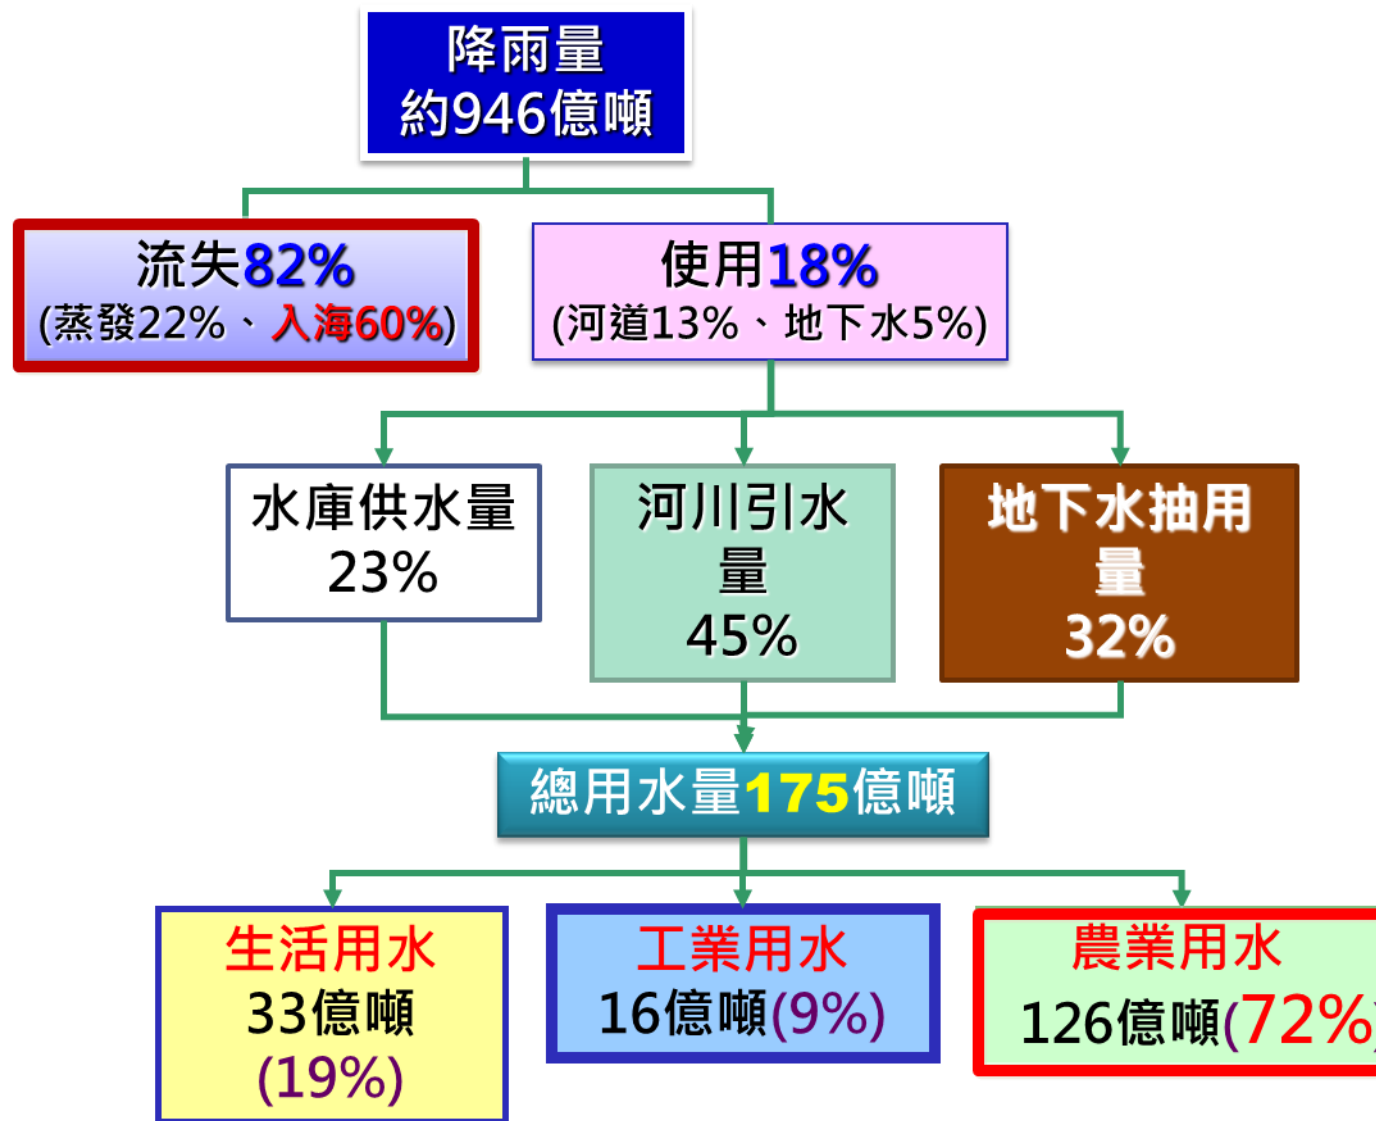 降雨量
約946億噸
流失82%
(蒸發22%、入海60%)
使用18%
(河道13%、地下水5%)
水庫供水量
23%
河川引水
量
45%
地下水抽用
量
32%
總用水量175億噸
生活用水
33億噸
(19%)
工業用水
16億噸(9%)
農業用水
126億噸(72%)